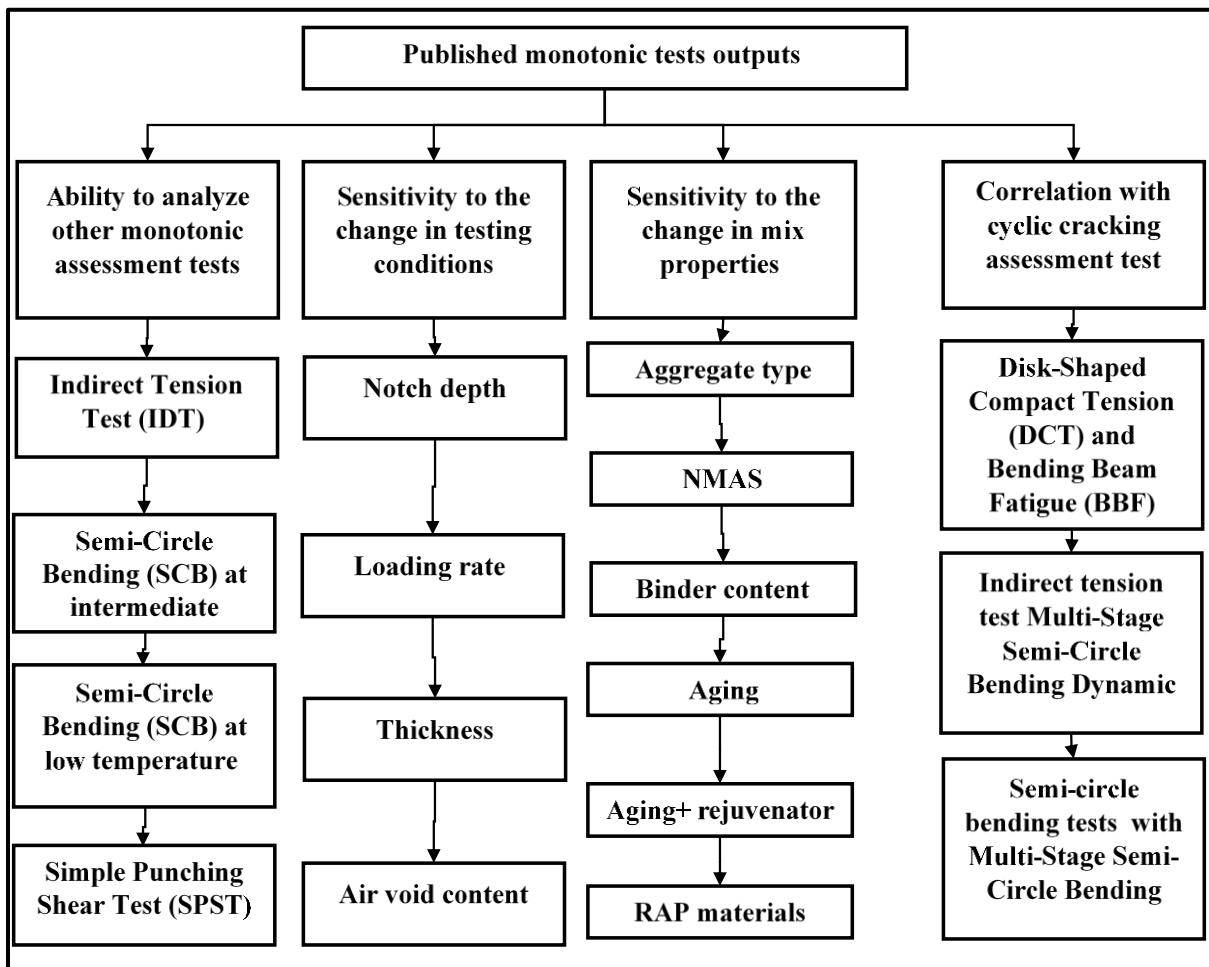 Published monotonic tests outputs
Ability to analyze
other monotonic
assessment tests
Indirect Tension
Test (IDT)
Semi-Circle
Bending (SCB) at
intermediate
Semi-Circle
Bending (SCB) at
low temperature
Simple Punching
Shear Test (SPST)
Sensitivity to the
change in testing
conditions
Notch depth
Loading rate
Thickness
Air void content
Sensitivity to the
change in mix
properties
Aggregate type
NMAS
Binder content
Aging
Aging+ rejuvenator
RAP materials
Correlation with
cyclic cracking
assessment test
Disk-Shaped
Compact Tension
(DCT) and
Bending Beam
Fatigue (BBF)
Indirect tension
test Multi-Stage
Semi-Circle
Bending Dynamic
Semi-circle
bending tests with
Multi-Stage Semi-
Circle Bending